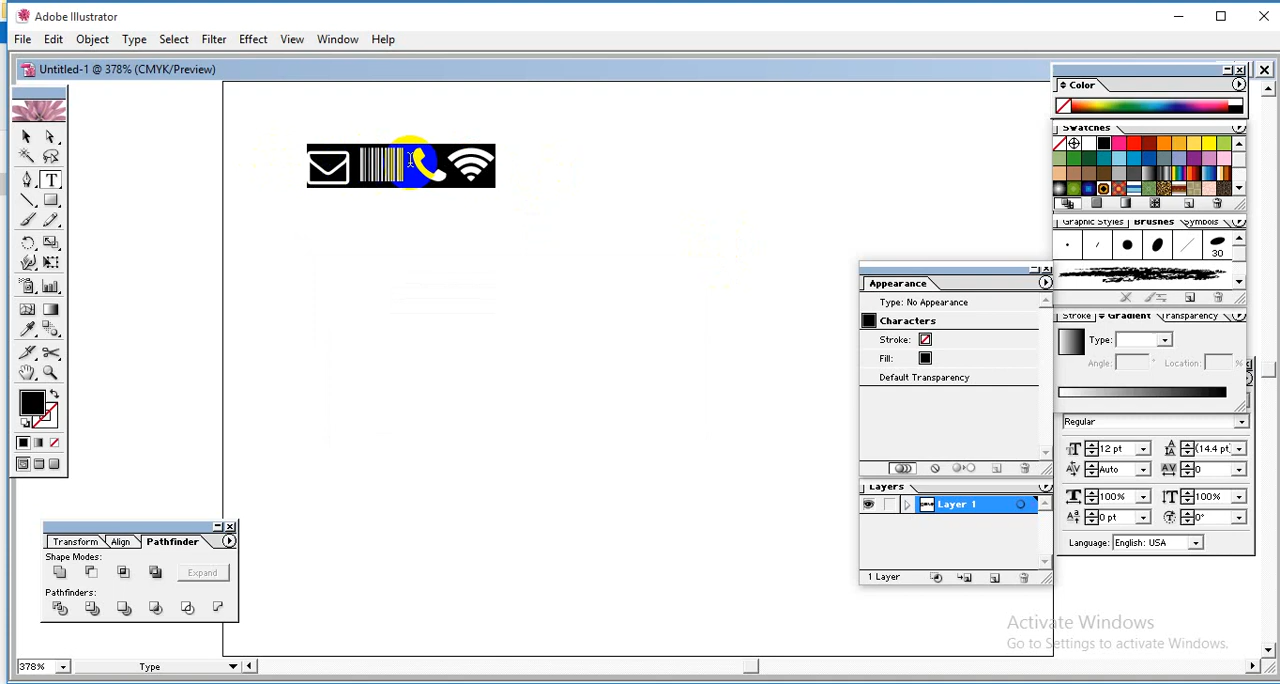 Adobe Illustrator
File Edit Object Type Select Filter Effect View Window Help
Untitled-1 @ 378% (CMYK/Preview)
Color
Swatches
Graphic Styles Brushes Symbols
30
Appearance
Type: No Appearance
Characters
Stroke:
Fill:
Default Transparency
Stroke Gradient Transparency
Type:
Angle: ° Location: %
Regular
12 pt (14.4 pt)
Auto 0
100% 100%
0 pt 0°
Language: English: USA
Layers
Layer 1
1 Layer
Transform Align Pathfinder
Shape Modes:
Expand
Pathfinders:
Activate Windows
Go to Settings to activate Windows.
378% Type